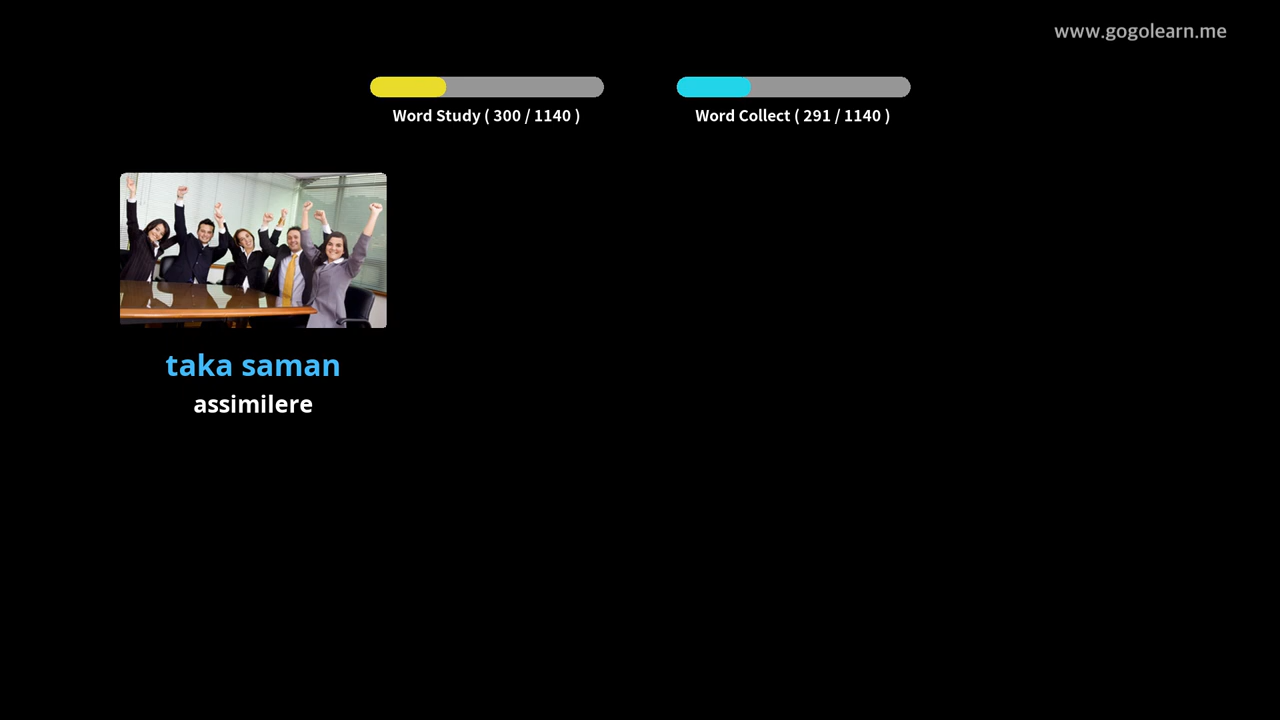 www.gogolearn.me
Word Study ( 300 / 1140 )
Word Collect ( 291 / 1140 )
taka saman
assimilere